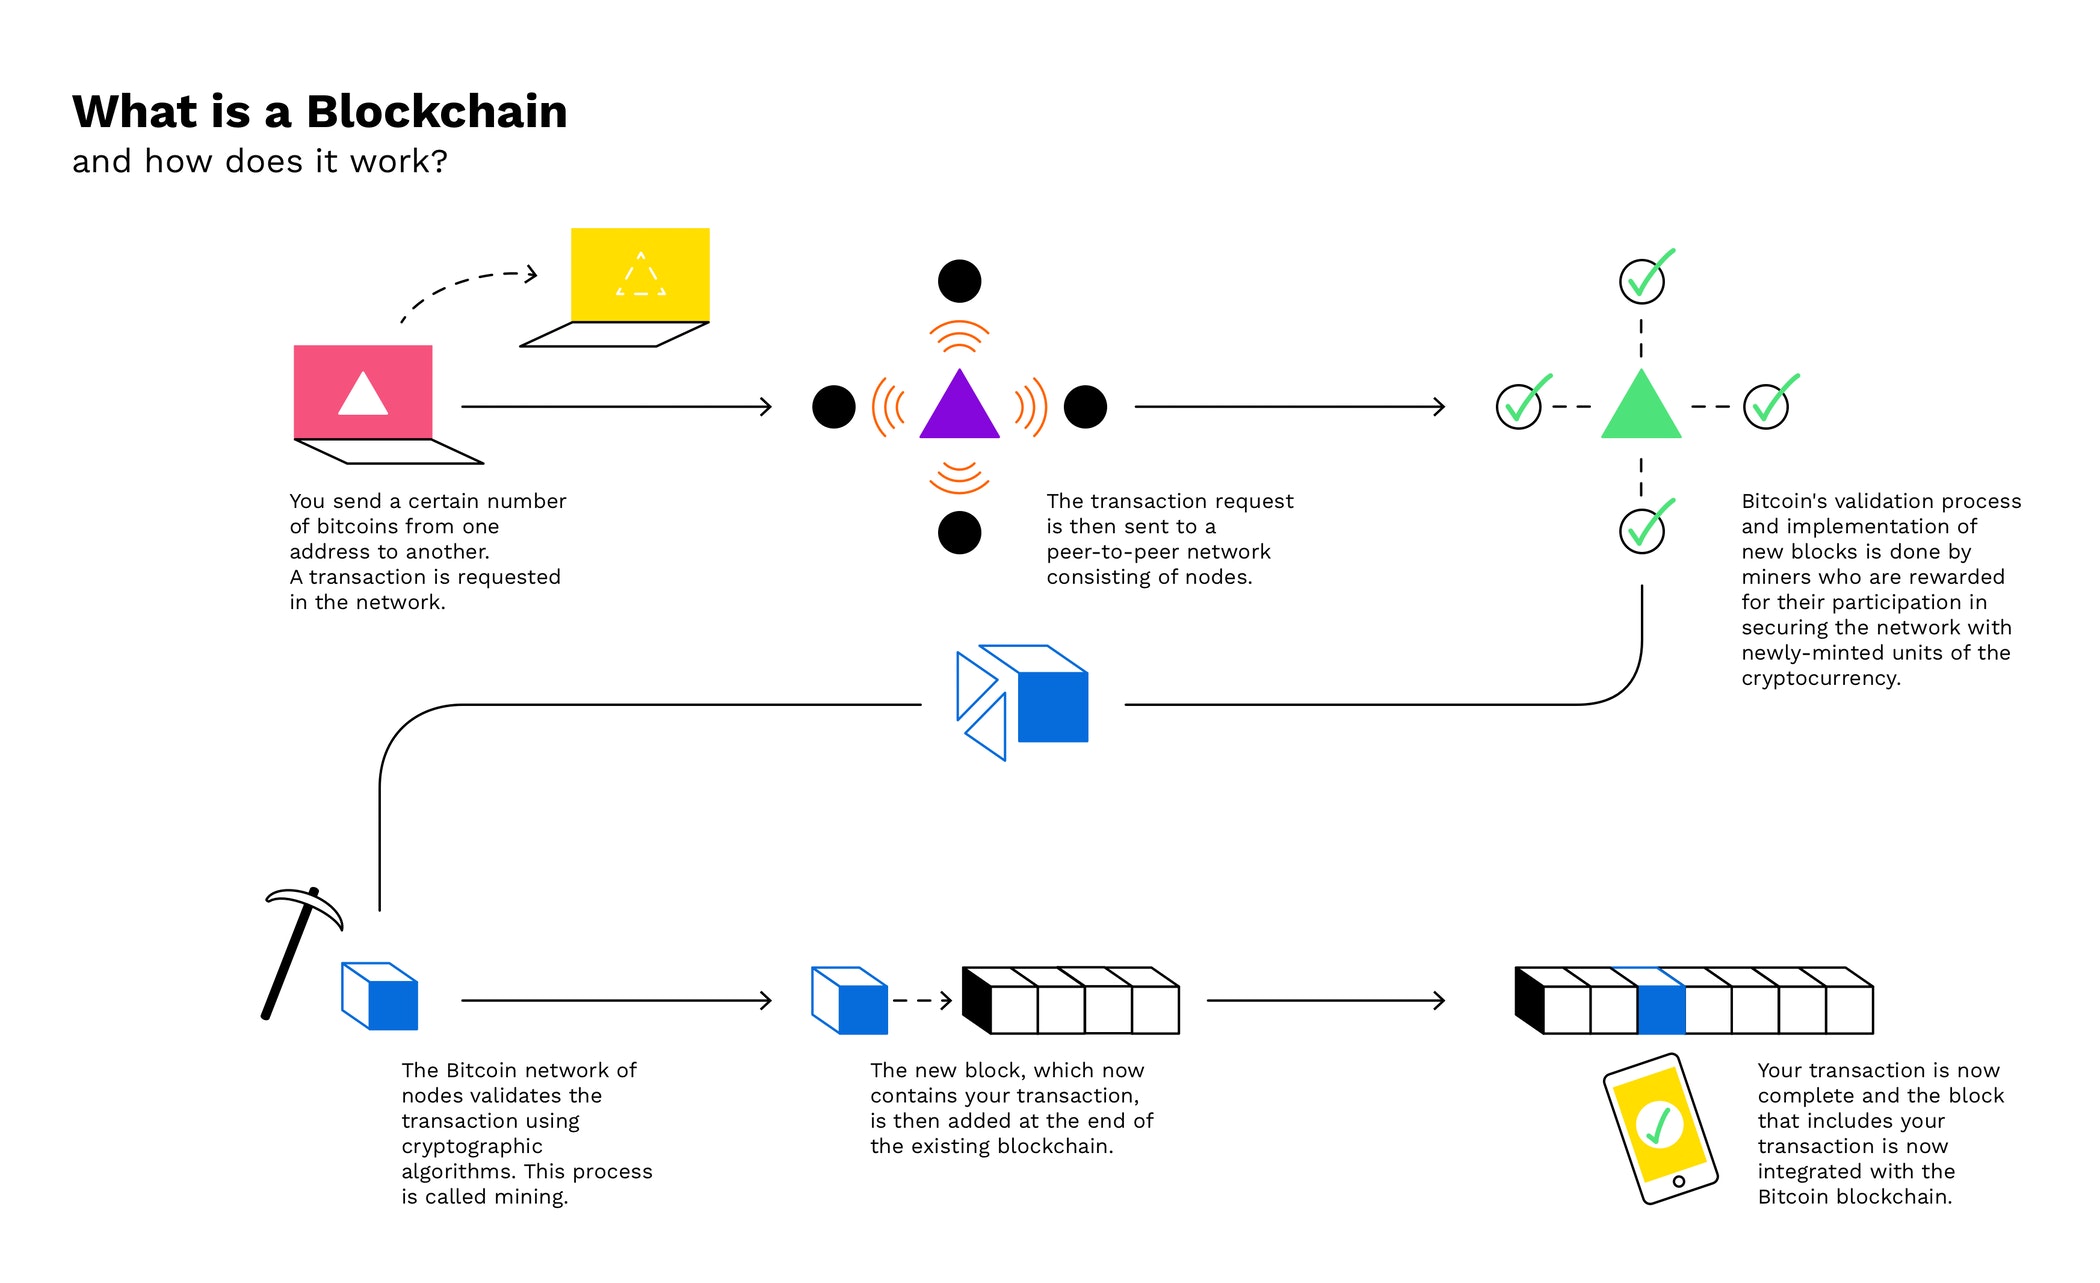 What is a Blockchain
and how does it work?
You send a certain number
of bitcoins from one
address to another.
A transaction is requested
in the network.
The transaction request
is then sent to a
peer-to-peer network
consisting of nodes.
Bitcoin's validation process
and implementation of
new blocks is done by
miners who are rewarded
for their participation in
securing the network with
newly-minted units of the
cryptocurrency.
The Bitcoin network of
nodes validates the
transaction using
cryptographic
algorithms. This process
is called mining.
The new block, which now
contains your transaction,
is then added at the end of
the existing blockchain.
Your transaction is now
complete and the block
that includes your
transaction is now
integrated with the
Bitcoin blockchain.